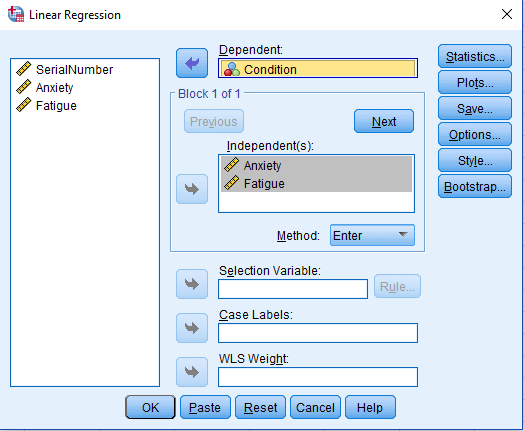 Linear Regression
SerialNumber
Anxiety
Fatigue
Dependent:
Condition
Block 1 of 1
Previous
Next
Independent(s):
Anxiety
Fatigue
Method: Enter
Selection Variable:
Rule...
Case Labels:
WLS Weight:
Statistics...
Plots...
Save...
Options...
Style...
Bootstrap...
OK Paste Reset Cancel Help